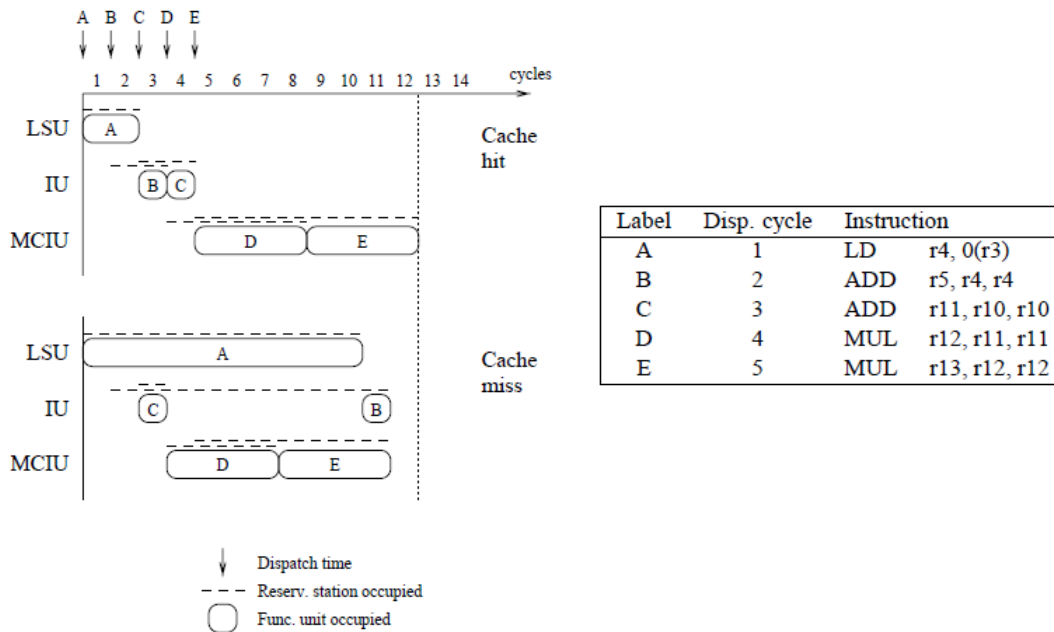 A B C D E
1 2 3 4 5 6 7 8 9 10 11 12 13 14 cycles
LSU A
IU B C
MCIU D E
Cache
hit
LSU A
IU C B
MCIU D E
Cache
miss
Label Disp. cycle Instruction
A 1 LD r4, 0(r3)
B 2 ADD r5, r4, r4
C 3 ADD r11, r10, r10
D 4 MUL r12, r11, r11
E 5 MUL r13, r12, r12
Dispatch time
Reserv. station occupied
Func. unit occupied